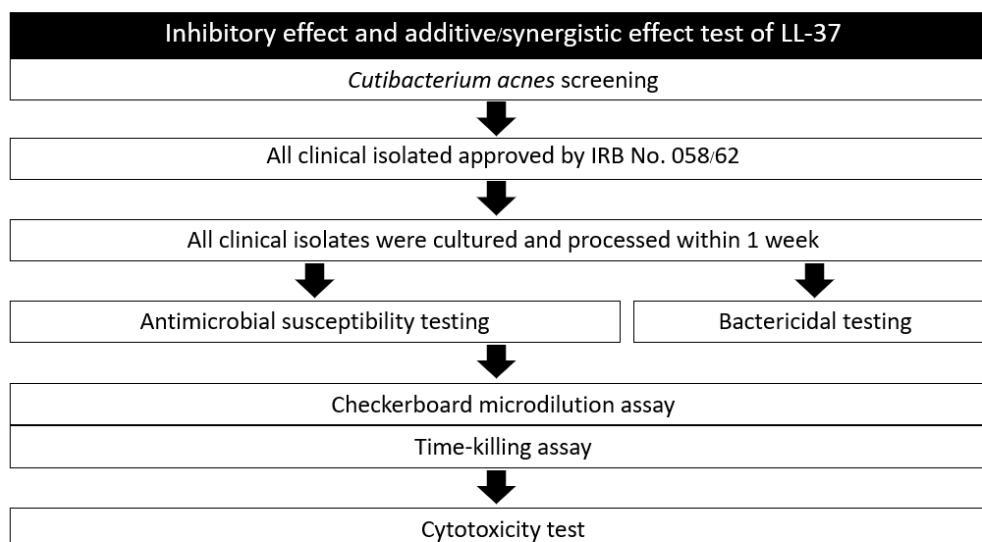 Inhibitory effect and additive/synergistic effect test of LL-37
Cutibacterium acnes screening
All clinical isolated approved by IRB No. 058/62
All clinical isolates were cultured and processed within 1 week
Antimicrobial susceptibility testing
Bactericidal testing
Checkerboard microdilution assay
Time-killing assay
Cytotoxicity test